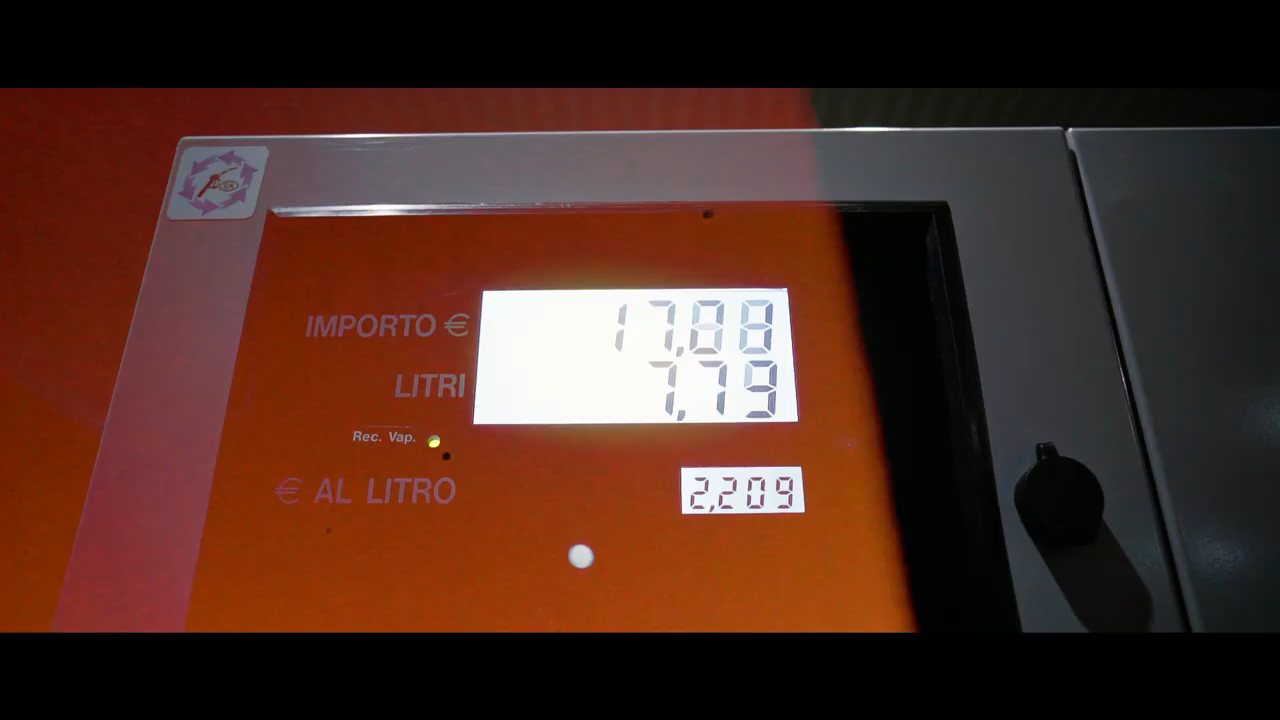 IMPORTO € 17,88
LITRI 7,79
Rec. Vap.
€ AL LITRO 2,209